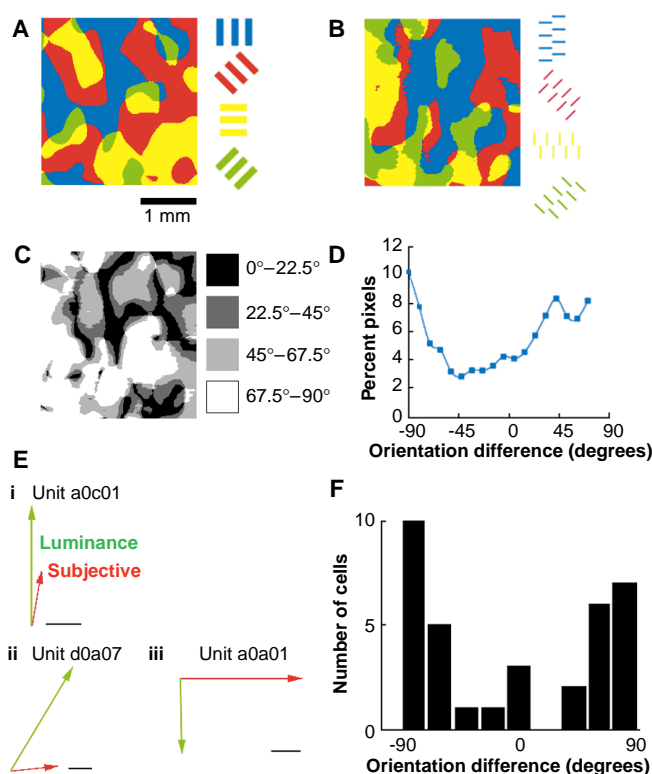 A
B
1 mm
C
0°–22.5°
22.5°–45°
45°–67.5°
67.5°–90°
D
Percent pixels
12
10
8
6
4
2
0
-90
-45
0
45
90
Orientation difference (degrees)
E
i Unit a0c01
Luminance
Subjective
ii Unit d0a07
iii Unit a0a01
F
Number of cells
10
5
0
-90
0
90
Orientation difference (degrees)